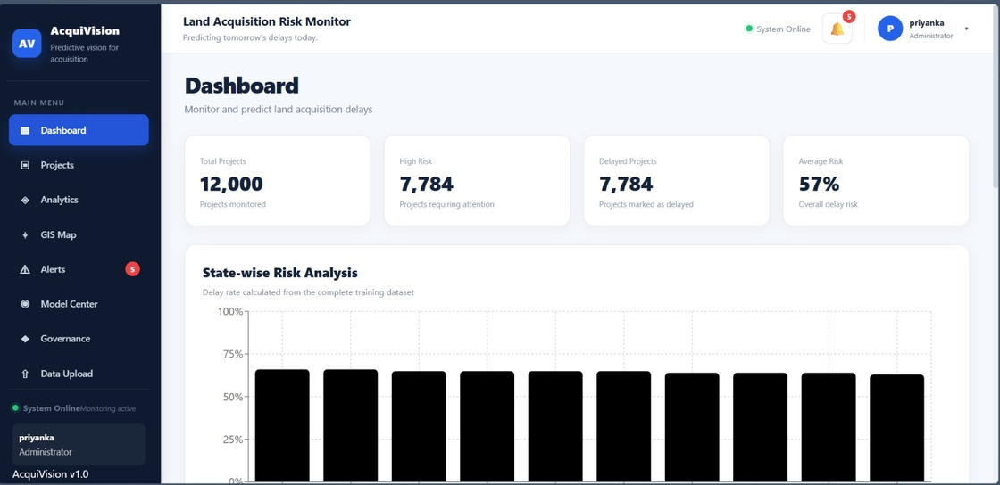 AV
AcquiVision
Predictive vision for
acquisition
MAIN MENU
Dashboard
Projects
Analytics
GIS Map
Alerts
5
Model Center
Governance
Data Upload
System OnlineMonitoring active
priyanka
Administrator
AcquiVision v1.0
Land Acquisition Risk Monitor
Predicting tomorrow's delays today.
System Online
5
P
priyanka
Administrator
Dashboard
Monitor and predict land acquisition delays
Total Projects
12,000
Projects monitored
High Risk
7,784
Projects requiring attention
Delayed Projects
7,784
Projects marked as delayed
Average Risk
57%
Overall delay risk
State-wise Risk Analysis
Delay rate calculated from the complete training dataset
100%
75%
50%
25%
0%